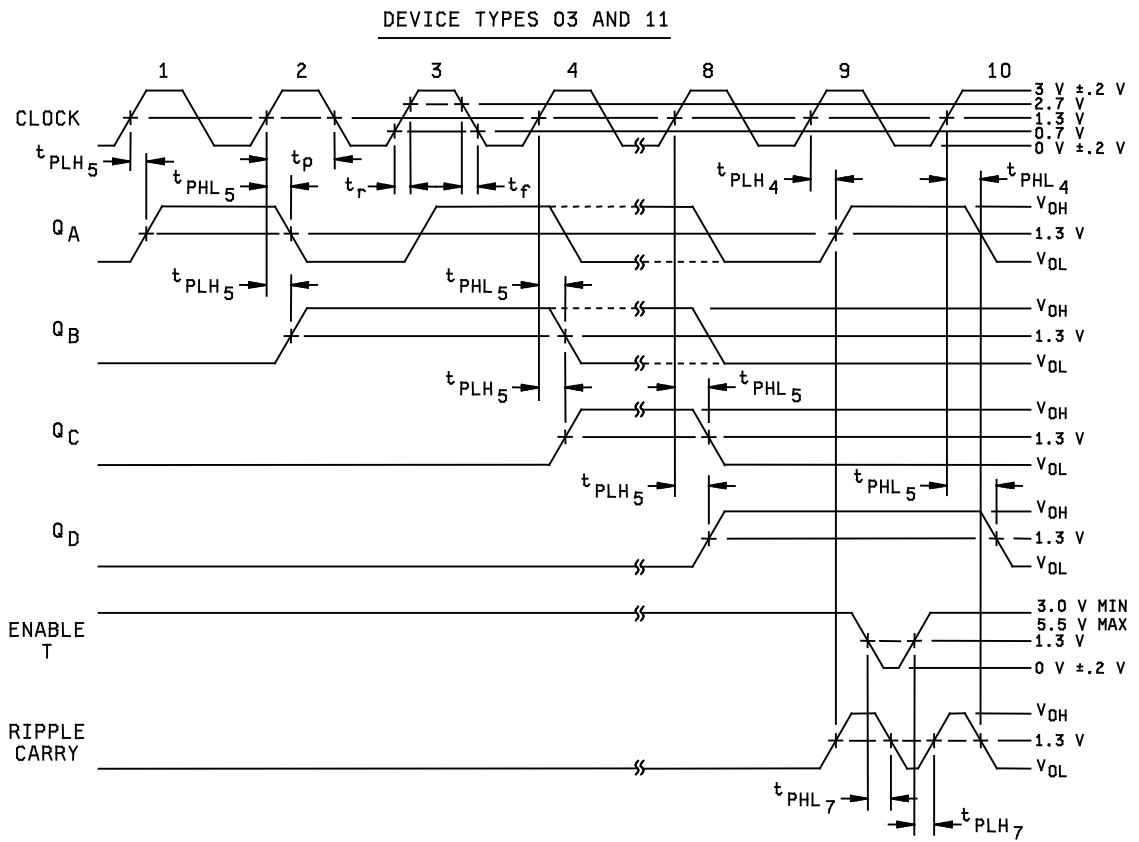 DEVICE TYPES 03 AND 11
1 2 3 4 8 9 10
CLOCK
3 V ±.2 V
2.7 V
1.3 V
0.7 V
0 V ±.2 V
tPLH5
tp
tPHL5
tr
tf
tPLH4
tPHL4
QA
VOH
1.3 V
VOL
tPLH5
tPHL5
QB
VOH
1.3 V
VOL
tPLH5
tPHL5
QC
VOH
1.3 V
VOL
tPLH5
tPHL5
QD
VOH
1.3 V
VOL
ENABLE
T
3.0 V MIN
5.5 V MAX
1.3 V
0 V ±.2 V
RIPPLE
CARRY
VOH
1.3 V
VOL
tPHL7
tPLH7